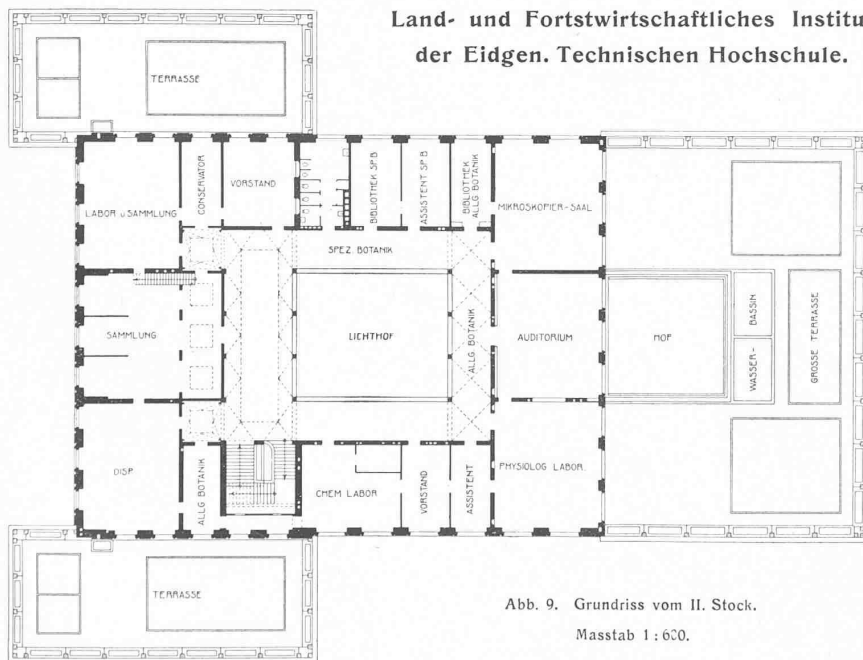 Land- und Fortstwirtschaftliches Institu
der Eidgen. Technischen Hochschule.
TERRASSE
LABOR u SAMMLUNG
CONSERVATOR
VORSTAND
BIBLIOTHEK SP.B
ASSISTENT SP.B
BIBLIOTHEK
ALLG BOTANIK
MIKROSKOPIER-SAAL
SPEZ. BOTANIK
SAMMLUNG
LICHTHOF
ALLG BOTANIK
AUDITORIUM
HOF
WASSER-
BASSIN
GROSSE TERRASSE
DISP.
ALLG BOTANIK
CHEM LABOR
VORSTAND
ASSISTENT
PHYSIOLOG LABOR.
TERRASSE
Abb. 9. Grundriss vom II. Stock.
Masstab 1:600.